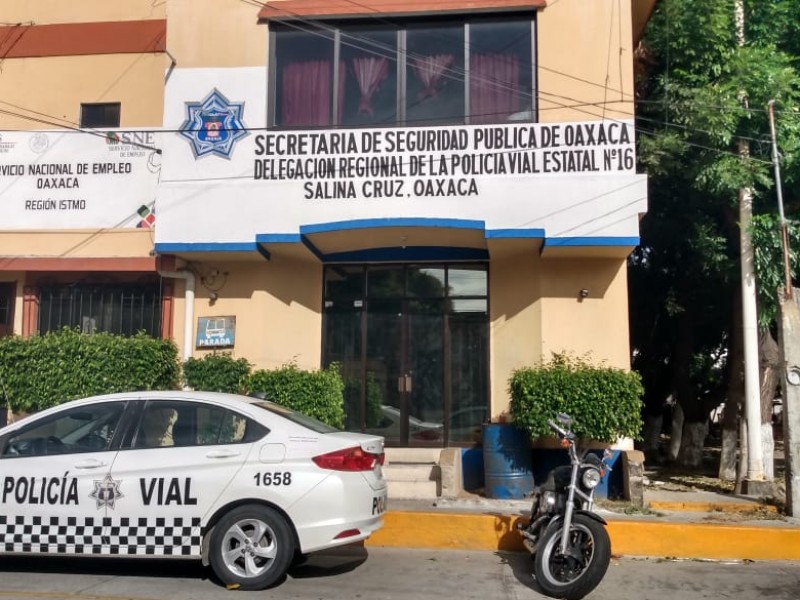 SECRETARIA DE SEGURIDAD PUBLICA DE OAXACA
DELEGACION REGIONAL DE LA POLICIA VIAL ESTATAL Nº16
SALINA CRUZ, OAXACA
SNE
VICIO NACIONAL DE EMPLEO
OAXACA
REGIÓN ISTMO
PARADA
POLICÍA VIAL
1658